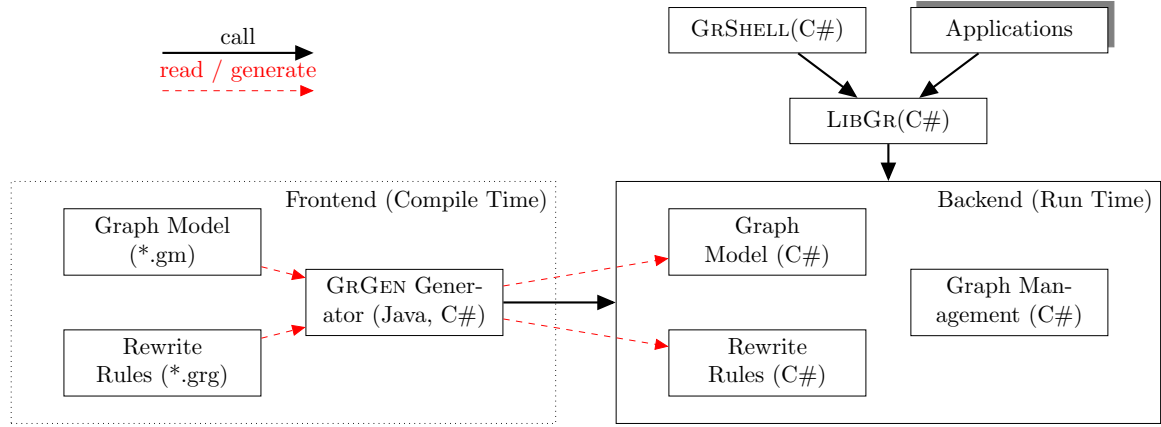 call
read / generate
GRSHELL(C#)
Applications
LIBGR(C#)
Frontend (Compile Time)
Graph Model
(*.gm)
GRGEN Gener-
ator (Java, C#)
Rewrite
Rules (*.grg)
Backend (Run Time)
Graph
Model (C#)
Graph Man-
agement (C#)
Rewrite
Rules (C#)